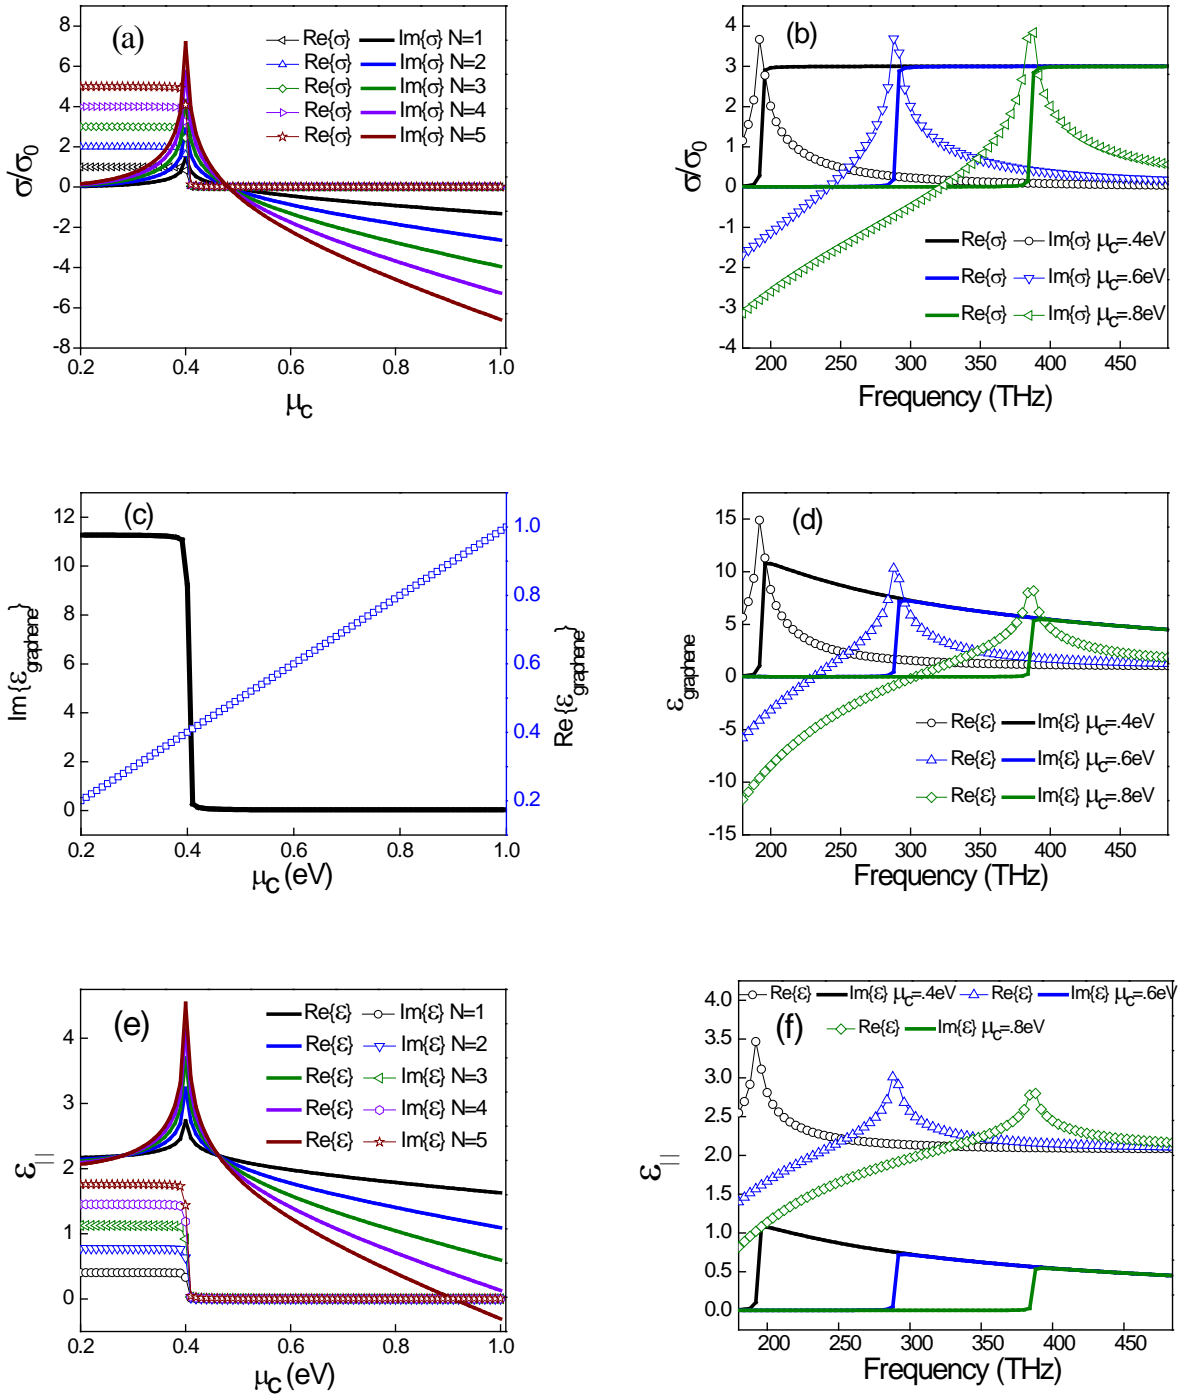 (a)
Re{σ} Im{σ} N=1
Re{σ} Im{σ} N=2
Re{σ} Im{σ} N=3
Re{σ} Im{σ} N=4
Re{σ} Im{σ} N=5
8
6
4
2
0
-2
-4
-6
-8
σ/σ0
0.2 0.4 0.6 0.8 1.0
μc
(b)
4
3
2
1
0
-1
-2
-3
-4
σ/σ0
Re{σ} Im{σ} μc=.4eV
Re{σ} Im{σ} μc=.6eV
Re{σ} Im{σ} μc=.8eV
200 250 300 350 400 450
Frequency (THz)
(c)
12
10
8
6
4
2
0
Im{εgraphene}
1.0
0.8
0.6
0.4
0.2
Re{εgraphene}
0.2 0.4 0.6 0.8 1.0
μc (eV)
(d)
15
10
5
0
-5
-10
-15
εgraphene
Re{ε} Im{ε} μc=.4eV
Re{ε} Im{ε} μc=.6eV
Re{ε} Im{ε} μc=.8eV
200 250 300 350 400 450
Frequency (THz)
(e)
Re{ε} Im{ε} N=1
Re{ε} Im{ε} N=2
Re{ε} Im{ε} N=3
Re{ε} Im{ε} N=4
Re{ε} Im{ε} N=5
4
3
2
1
0
ε||
0.2 0.4 0.6 0.8 1.0
μc (eV)
Re{ε} Im{ε} μc=.4eV Re{ε} Im{ε} μc=.6eV
(f) Re{ε} Im{ε} μc=.8eV
4.0
3.5
3.0
2.5
2.0
1.5
1.0
0.5
0.0
ε||
200 250 300 350 400 450
Frequency (THz)